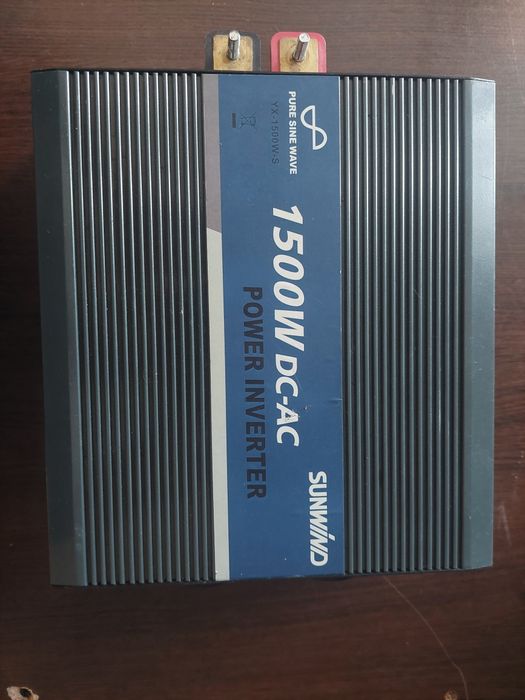 PURE SINE WAVE
YX-1500W-S
1500W DC-AC
POWER INVERTER
SUNWIND